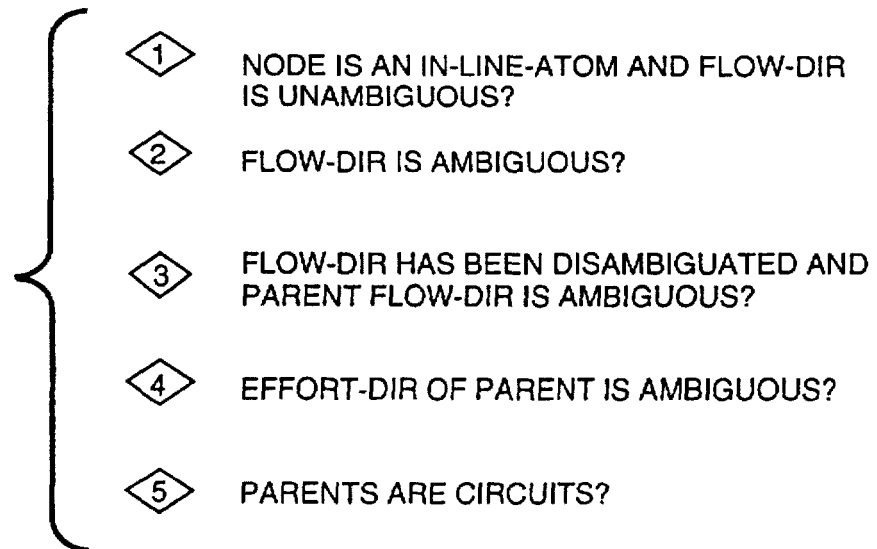 1 NODE IS AN IN-LINE-ATOM AND FLOW-DIR
IS UNAMBIGUOUS?
2 FLOW-DIR IS AMBIGUOUS?
3 FLOW-DIR HAS BEEN DISAMBIGUATED AND
PARENT FLOW-DIR IS AMBIGUOUS?
4 EFFORT-DIR OF PARENT IS AMBIGUOUS?
5 PARENTS ARE CIRCUITS?